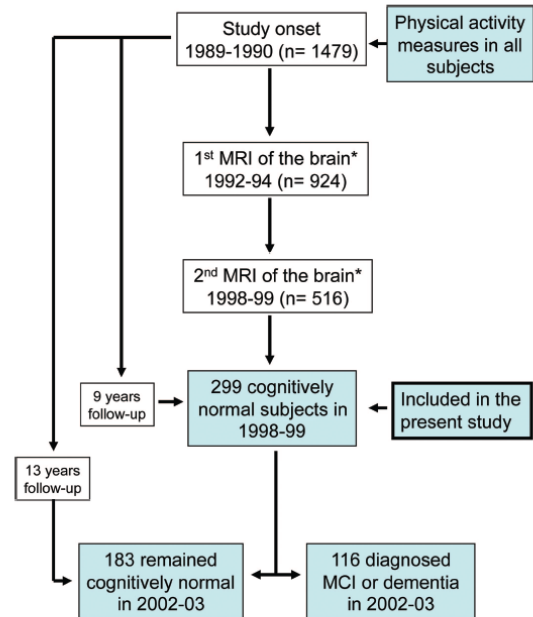 Study onset
1989-1990 (n= 1479)
Physical activity
measures in all
subjects
1st MRI of the brain*
1992-94 (n= 924)
2nd MRI of the brain*
1998-99 (n= 516)
9 years
follow-up
299 cognitively
normal subjects in
1998-99
Included in the
present study
13 years
follow-up
183 remained
cognitively normal
in 2002-03
116 diagnosed
MCI or dementia
in 2002-03